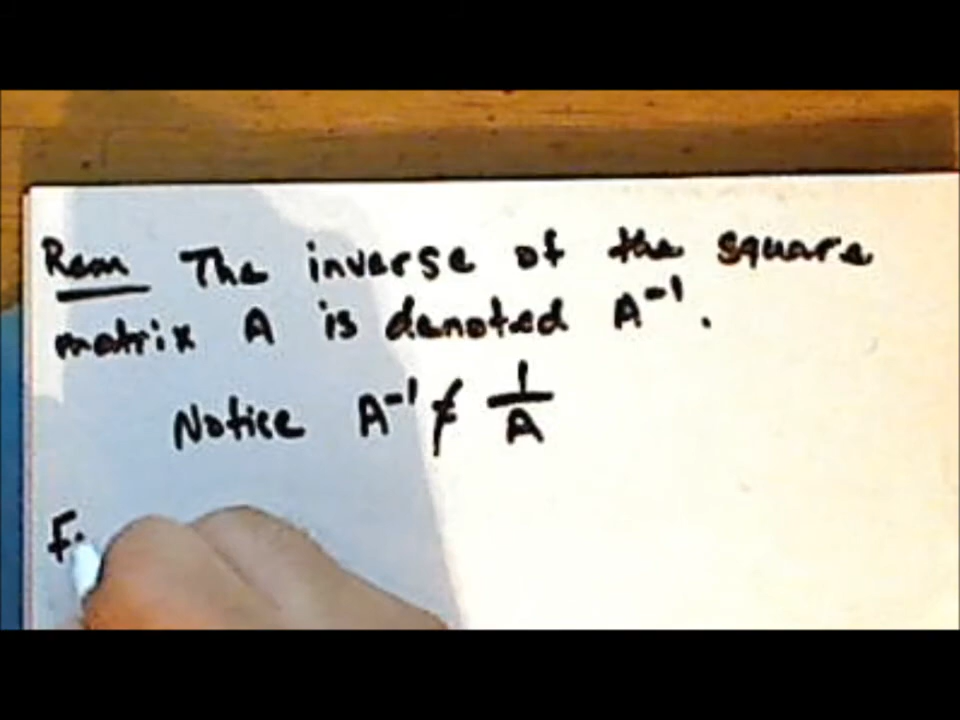 Rem The inverse of the square
matrix A is denoted A⁻¹.
Notice A⁻¹ ≠ 1/A